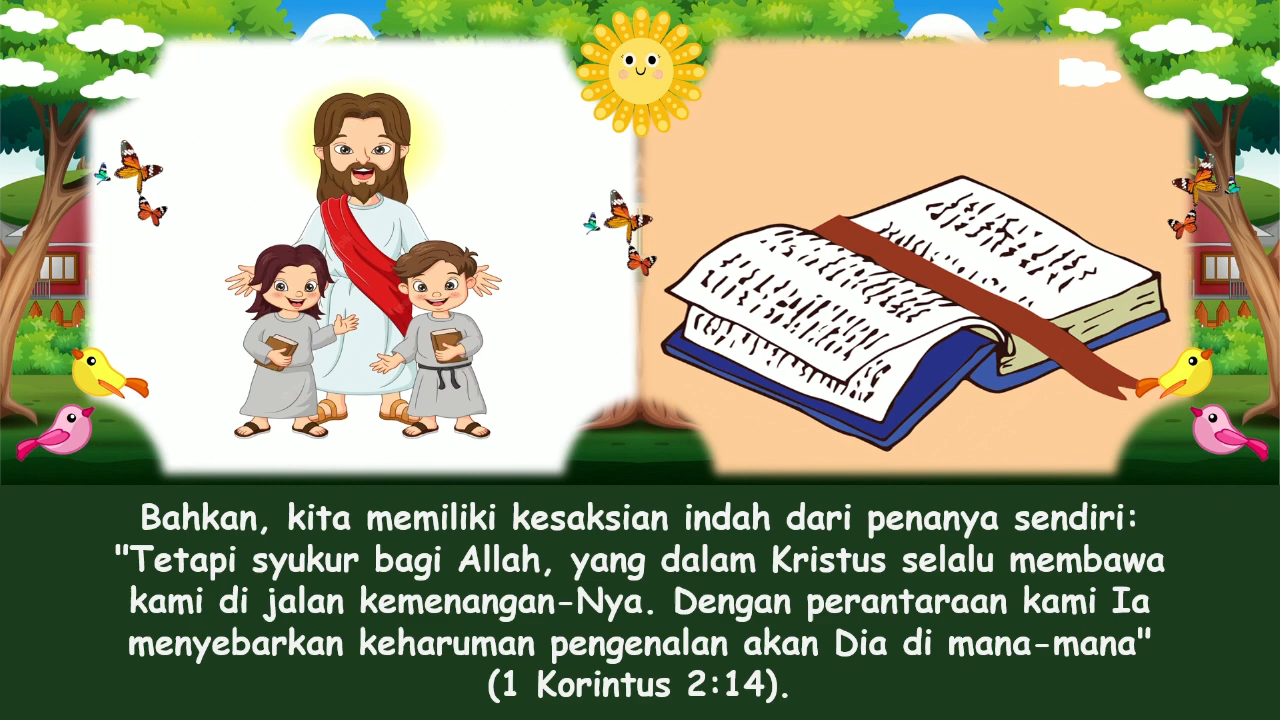 Bahkan, kita memiliki kesaksian indah dari penanya sendiri:
"Tetapi syukur bagi Allah, yang dalam Kristus selalu membawa
kami di jalan kemenangan-Nya. Dengan perantaraan kami Ia
menyebarkan keharuman pengenalan akan Dia di mana-mana"
(1 Korintus 2:14).